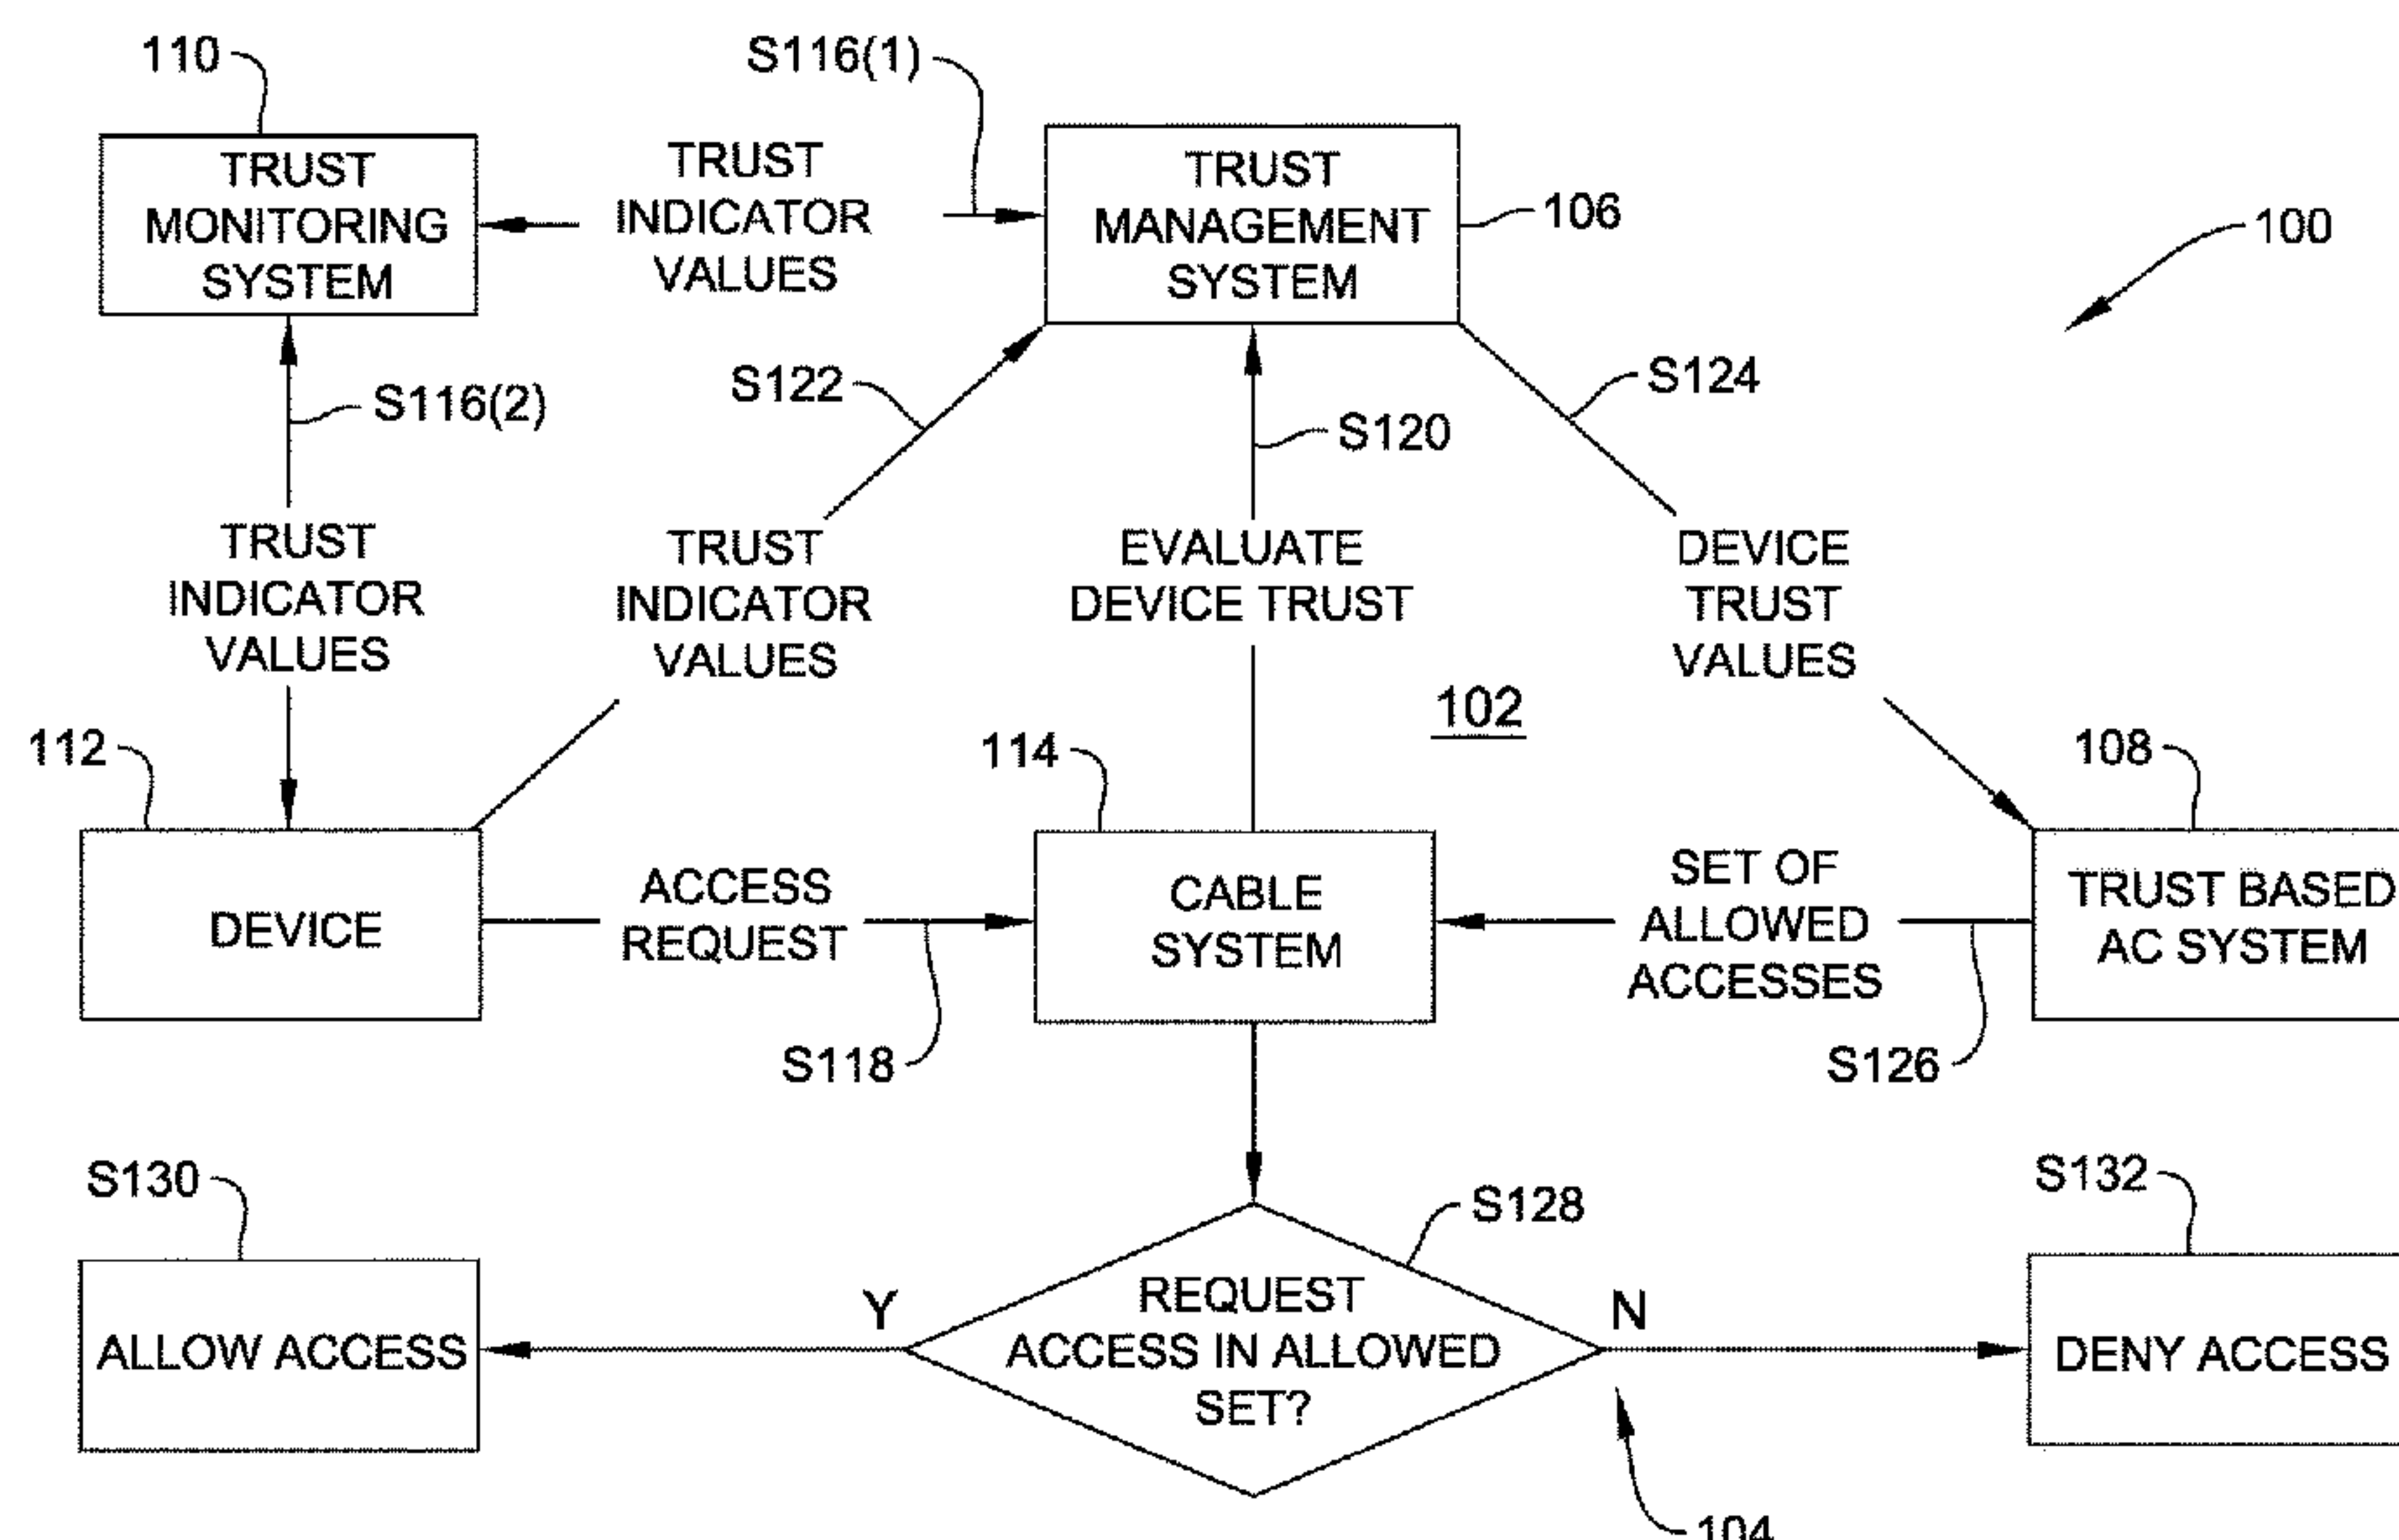 110
S116(1)
TRUST
MONITORING
SYSTEM
TRUST
INDICATOR
VALUES
TRUST
MANAGEMENT
SYSTEM
106
100
S116(2)
S122
S120
S124
TRUST
INDICATOR
VALUES
TRUST
INDICATOR
VALUES
EVALUATE
DEVICE TRUST
DEVICE
TRUST
VALUES
102
112
114
108
DEVICE
ACCESS
REQUEST
CABLE
SYSTEM
SET OF
ALLOWED
ACCESSES
TRUST BASED
AC SYSTEM
S118
S126
S130
S128
S132
ALLOW ACCESS
Y
REQUEST
ACCESS IN ALLOWED
SET?
N
DENY ACCESS
104